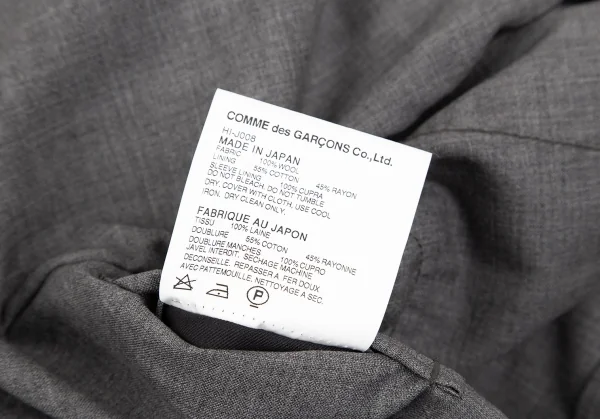 COMME des GARÇONS Co.,Ltd.
HI-J008
MADE IN JAPAN
FABRIC 100% WOOL
LINING 55% COTTON 45% RAYON
SLEEVE LINING 100% CUPRA
DO NOT BLEACH. DO NOT TUMBLE
DRY. COVER WITH CLOTH. USE COOL
IRON. DRY CLEAN ONLY.
FABRIQUE AU JAPON
TISSU 100% LAINE
DOUBLURE 55% COTON 45% RAYONNE
DOUBLURE MANCHES 100% CUPRO
JAVEL INTERDIT. SECHAGE MACHINE
DECONSEILLE. REPASSER A FER DOUX
AVEC PATTEMOUILLE. NETTOYAGE A SEC.
P